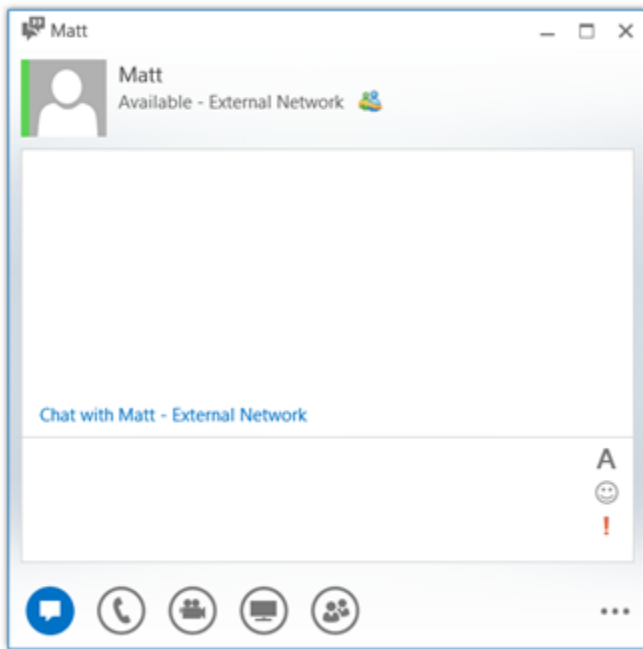 Matt
Matt
Available - External Network
Chat with Matt - External Network
A
!